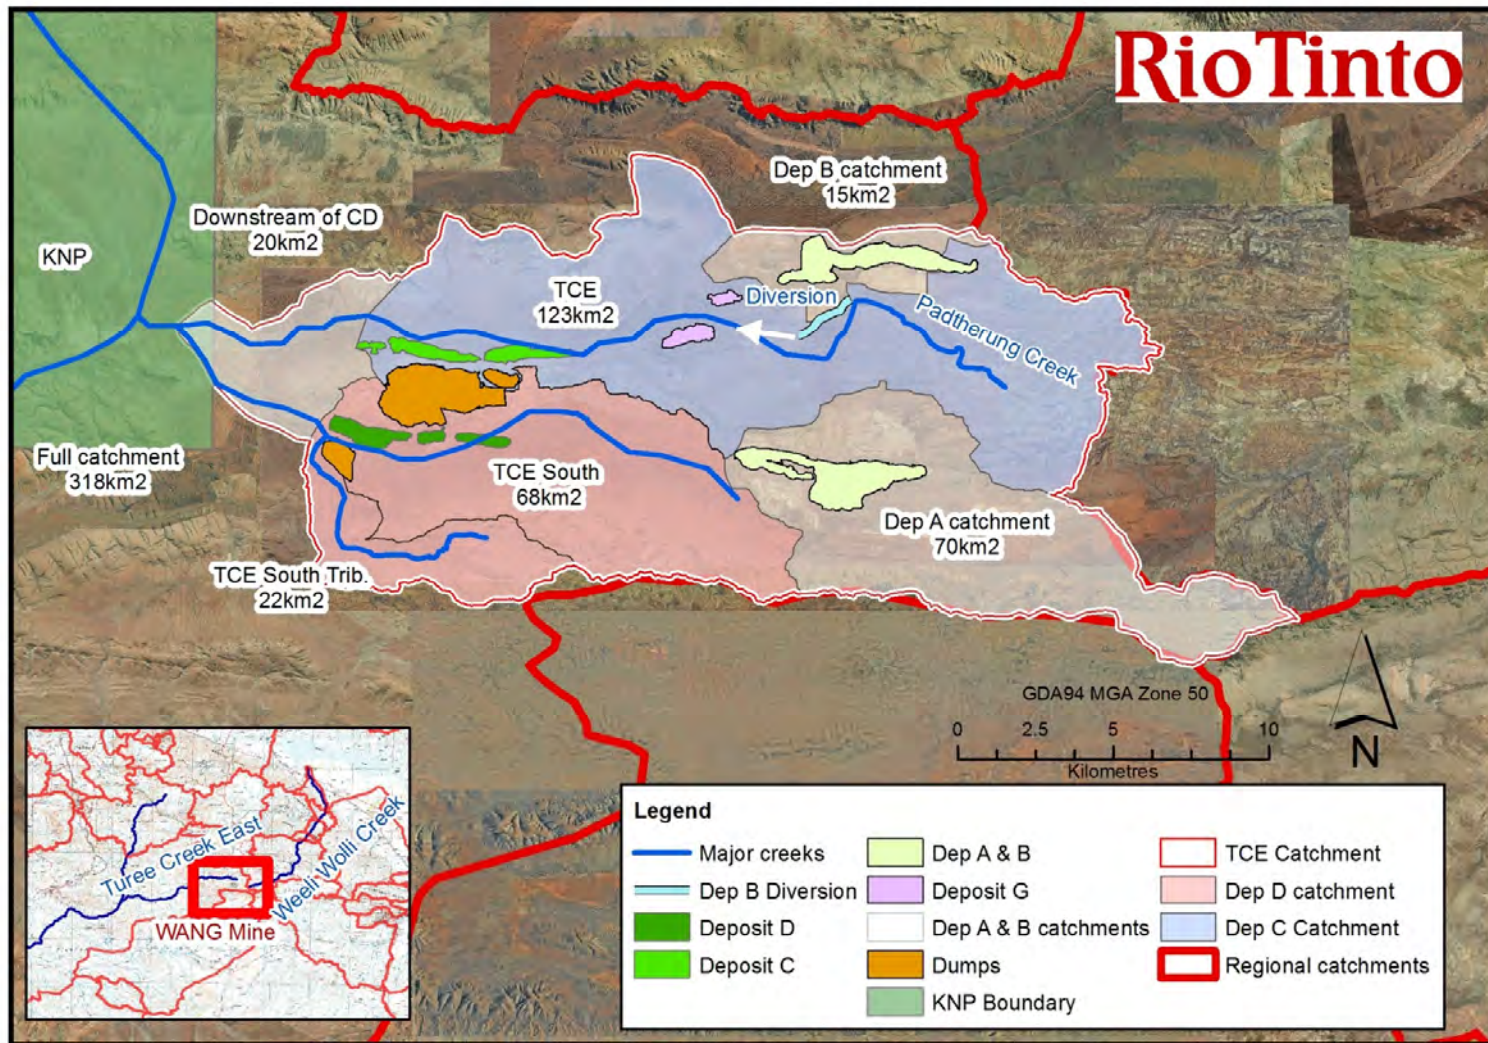 RioTinto
Dep B catchment
15km2
Downstream of CD
20km2
KNP
TCE
123km2
Diversion
Padtherung Creek
Full catchment
318km2
TCE South
68km2
Dep A catchment
70km2
TCE South Trib.
22km2
GDA94 MGA Zone 50
0 2.5 5 10
Kilometres
N
Turee Creek East
Weeli Wolli Creek
WANG Mine
Legend
Major creeks
Dep B Diversion
Deposit D
Deposit C
Dep A & B
Deposit G
Dep A & B catchments
Dumps
KNP Boundary
TCE Catchment
Dep D catchment
Dep C Catchment
Regional catchments